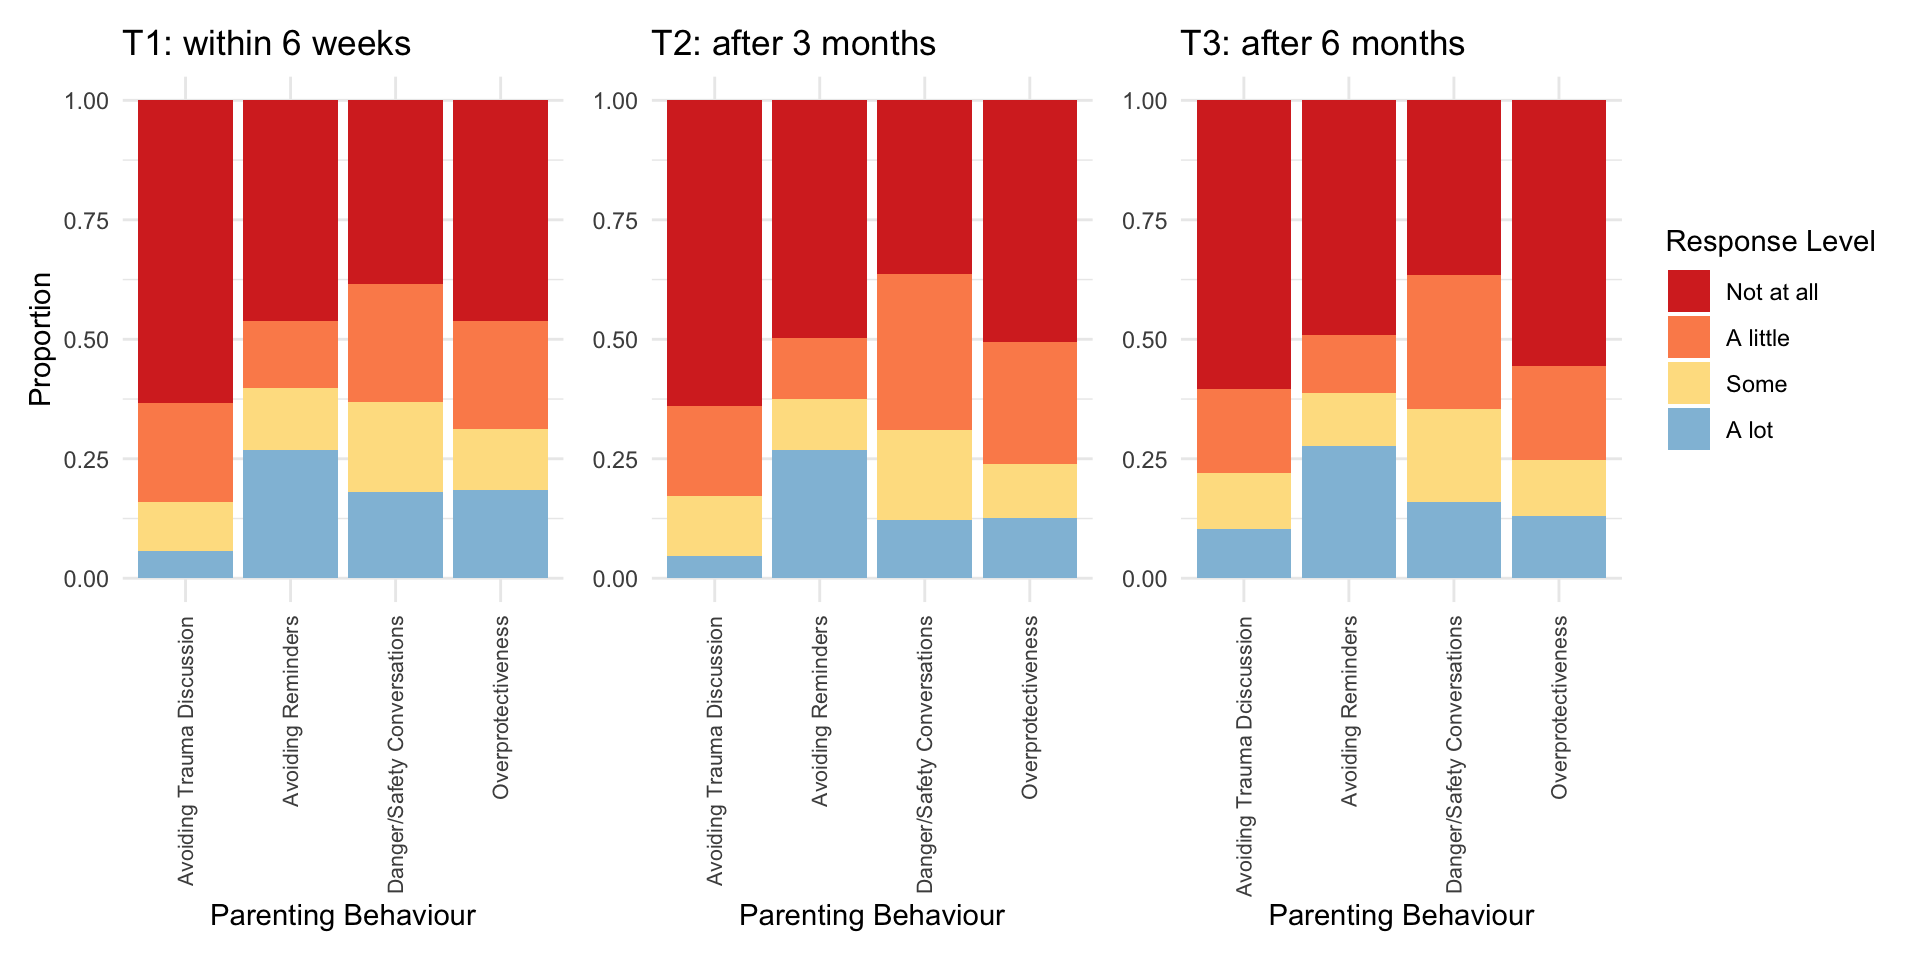 T1: within 6 weeks
T2: after 3 months
T3: after 6 months
Proportion
1.00
0.75
0.50
0.25
0.00
1.00
0.75
0.50
0.25
0.00
1.00
0.75
0.50
0.25
0.00
Avoiding Trauma Discussion
Avoiding Reminders
Danger/Safety Conversations
Overprotectiveness
Avoiding Trauma Discussion
Avoiding Reminders
Danger/Safety Conversations
Overprotectiveness
Avoiding Trauma Dciscussion
Avoiding Reminders
Danger/Safety Conversations
Overprotectiveness
Parenting Behaviour
Parenting Behaviour
Parenting Behaviour
Response Level
Not at all
A little
Some
A lot